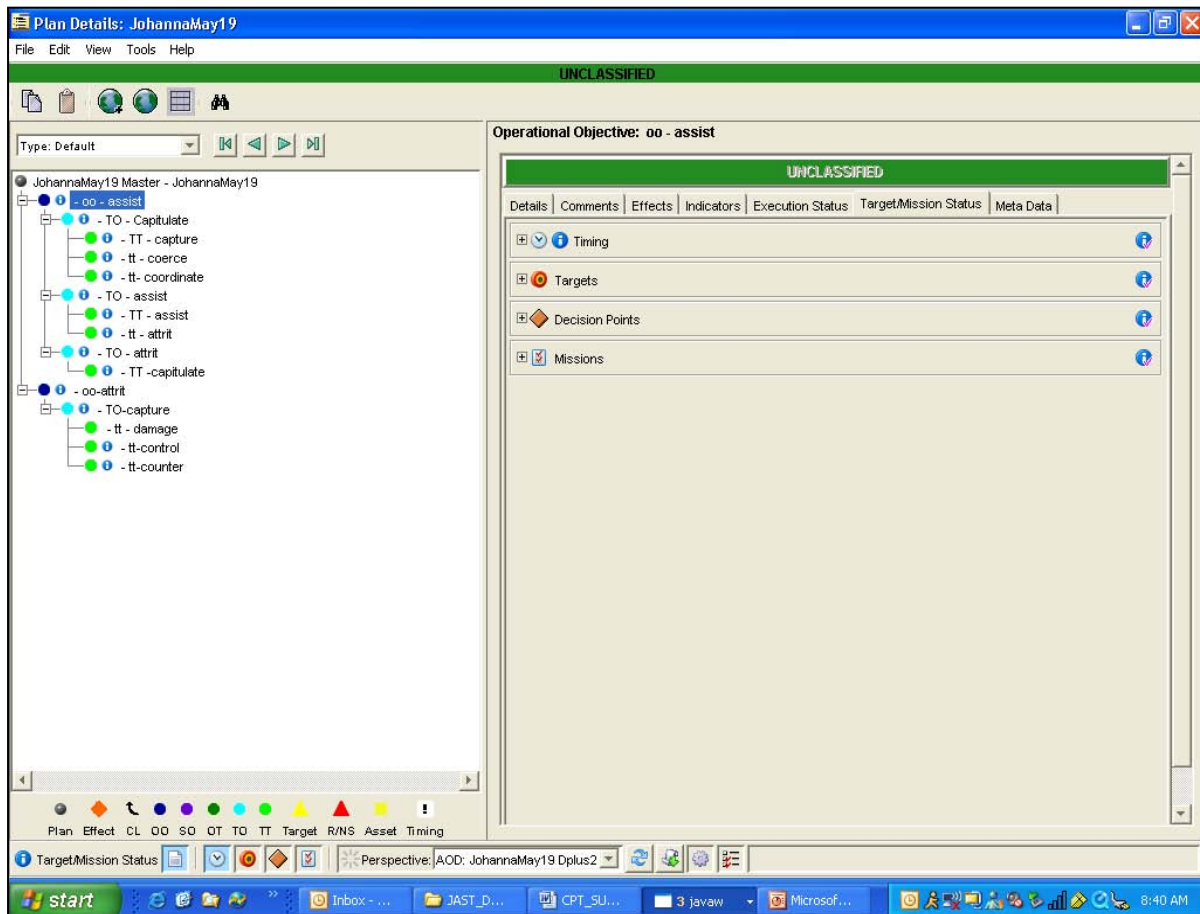 Plan Details: JohannaMay19
File Edit View Tools Help
UNCLASSIFIED
Type: Default
Operational Objective: oo - assist
JohannaMay19 Master - JohannaMay19
- oo - assist
- TO - Capitulate
- TT - capture
- tt - coerce
- tt- coordinate
- TO - assist
- TT - assist
- tt - attrit
- TO - attrit
- TT -capitulate
- oo-attrit
- TO-capture
- tt - damage
- tt-control
- tt-counter
UNCLASSIFIED
Details Comments Effects Indicators Execution Status Target/Mission Status Meta Data
Timing
Targets
Decision Points
Missions
Plan Effect CL OO SO OT TO TT Target R/NS Asset Timing
Target/Mission Status Perspective: AOD: JohannaMay19 Dplus2
start Inbox - ... JAST_D... CPT_SU... 3 javaw Microsof... 8:40 AM